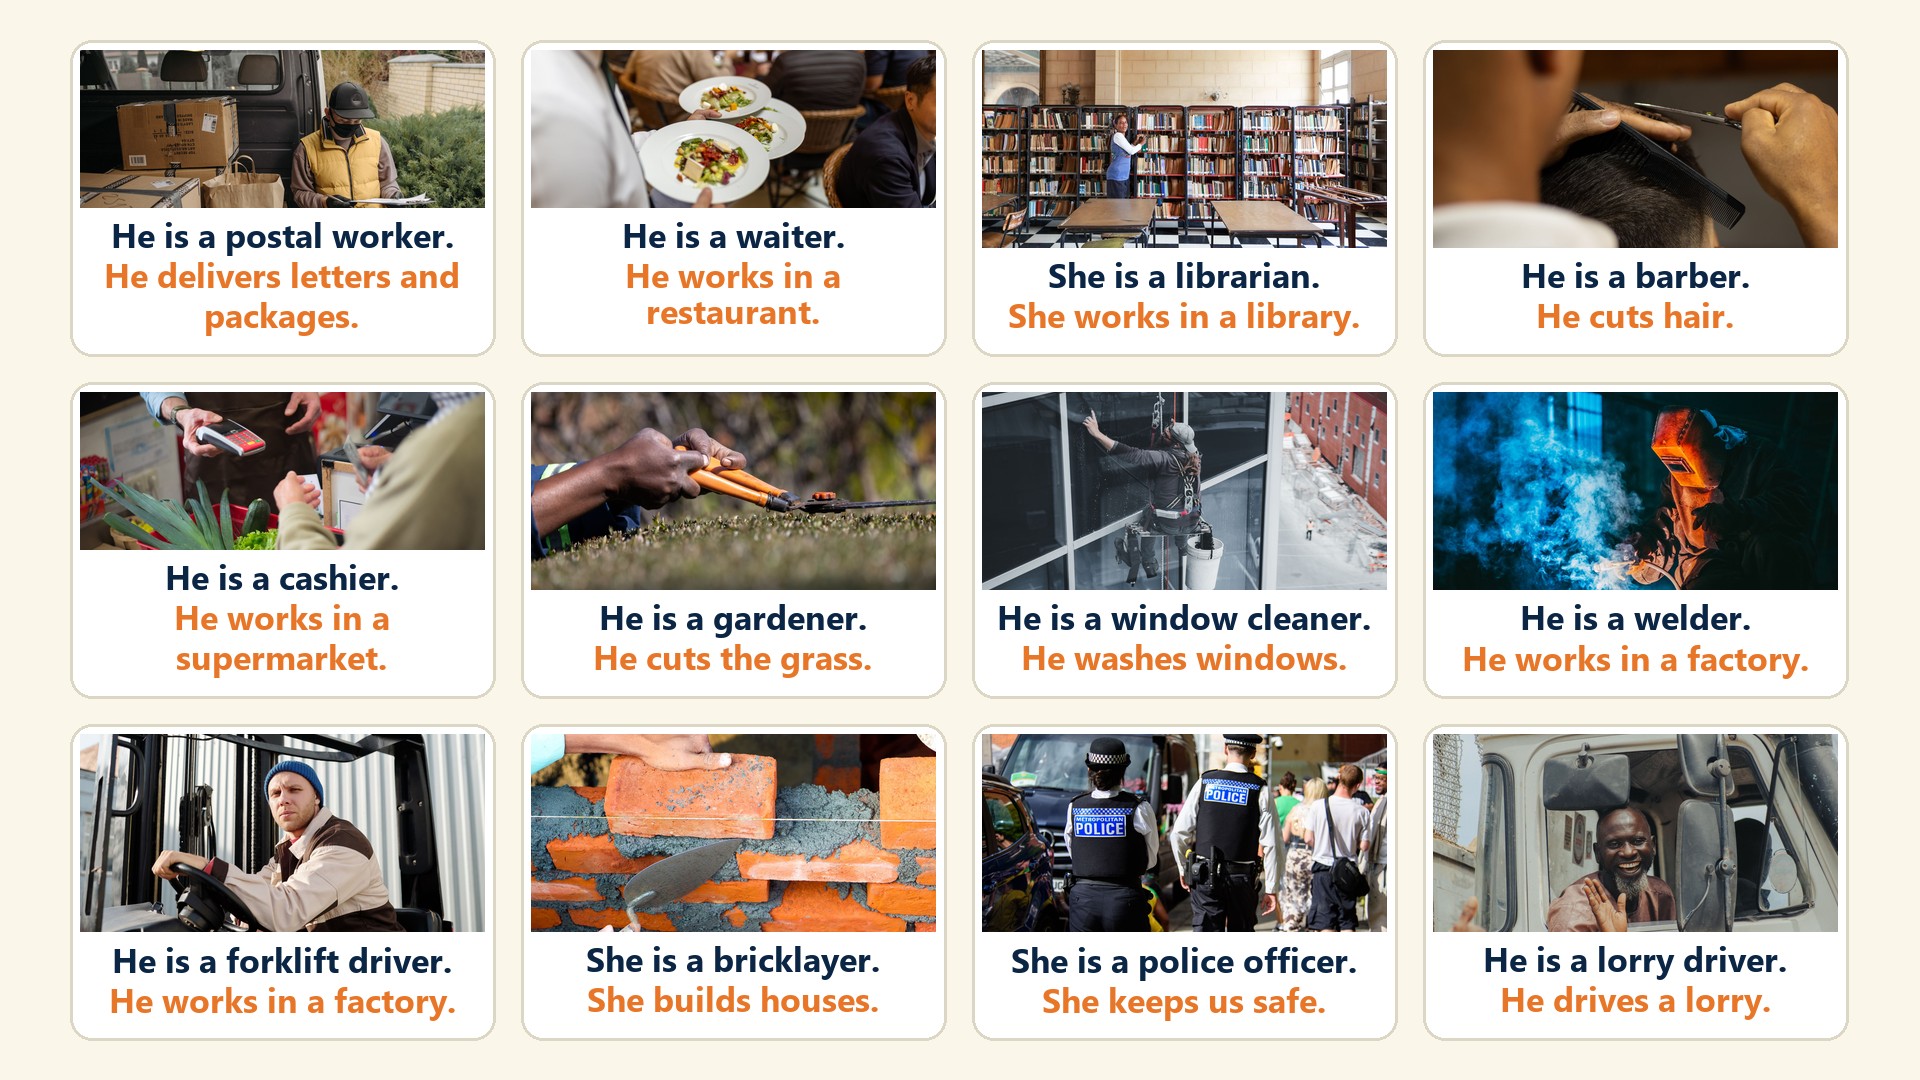 He is a postal worker.
He delivers letters and
packages.
He is a waiter.
He works in a
restaurant.
She is a librarian.
She works in a library.
He is a barber.
He cuts hair.
He is a cashier.
He works in a
supermarket.
He is a gardener.
He cuts the grass.
He is a window cleaner.
He washes windows.
He is a welder.
He works in a factory.
He is a forklift driver.
He works in a factory.
She is a bricklayer.
She builds houses.
METROPOLITAN
POLICE
METROPOLITAN
POLICE
She is a police officer.
She keeps us safe.
He is a lorry driver.
He drives a lorry.